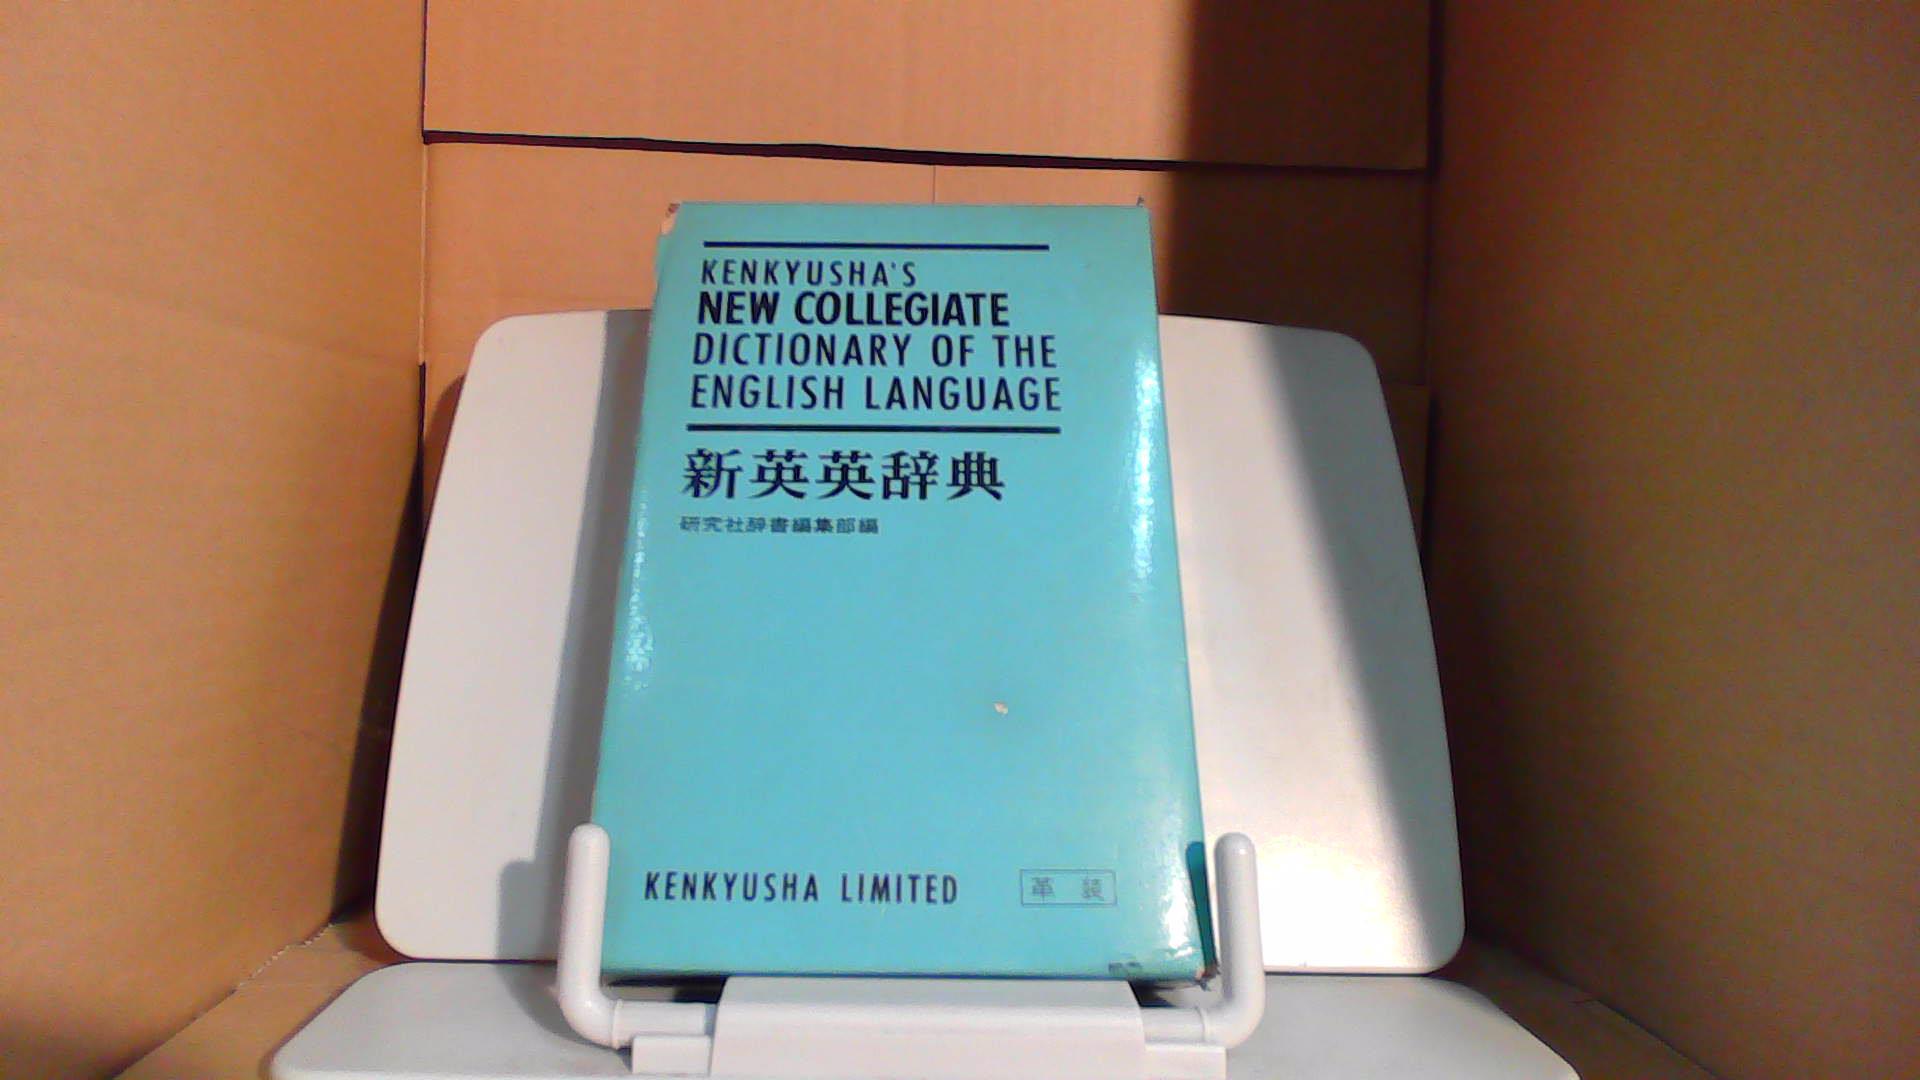 KENKYUSHA'S
NEW COLLEGIATE
DICTIONARY OF THE
ENGLISH LANGUAGE
新英英辞典
研究社辞書編集部編
KENKYUSHA LIMITED
革 装